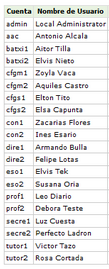 Cuenta Nombre de Usuario
admin Local Administrator
aac Antonio Alcala
batxi1 Aitor Tilla
batxi2 Elvis Nieto
cfgm1 Zoyla Vaca
cfgm2 Aquiles Castro
cfgs1 Elton Tito
cfgs2 Elsa Capunta
con1 Zacarias Flores
con2 Ines Esario
dire1 Armando Bulla
dire2 Felipe Lotas
eso1 Elvis Tek
eso2 Susana Oria
prof1 Leo Diario
prof2 Debora Teste
secre1 Luz Cuesta
secre2 Perfecto Ladron
tutor1 Victor Tazo
tutor2 Rosa Cortada